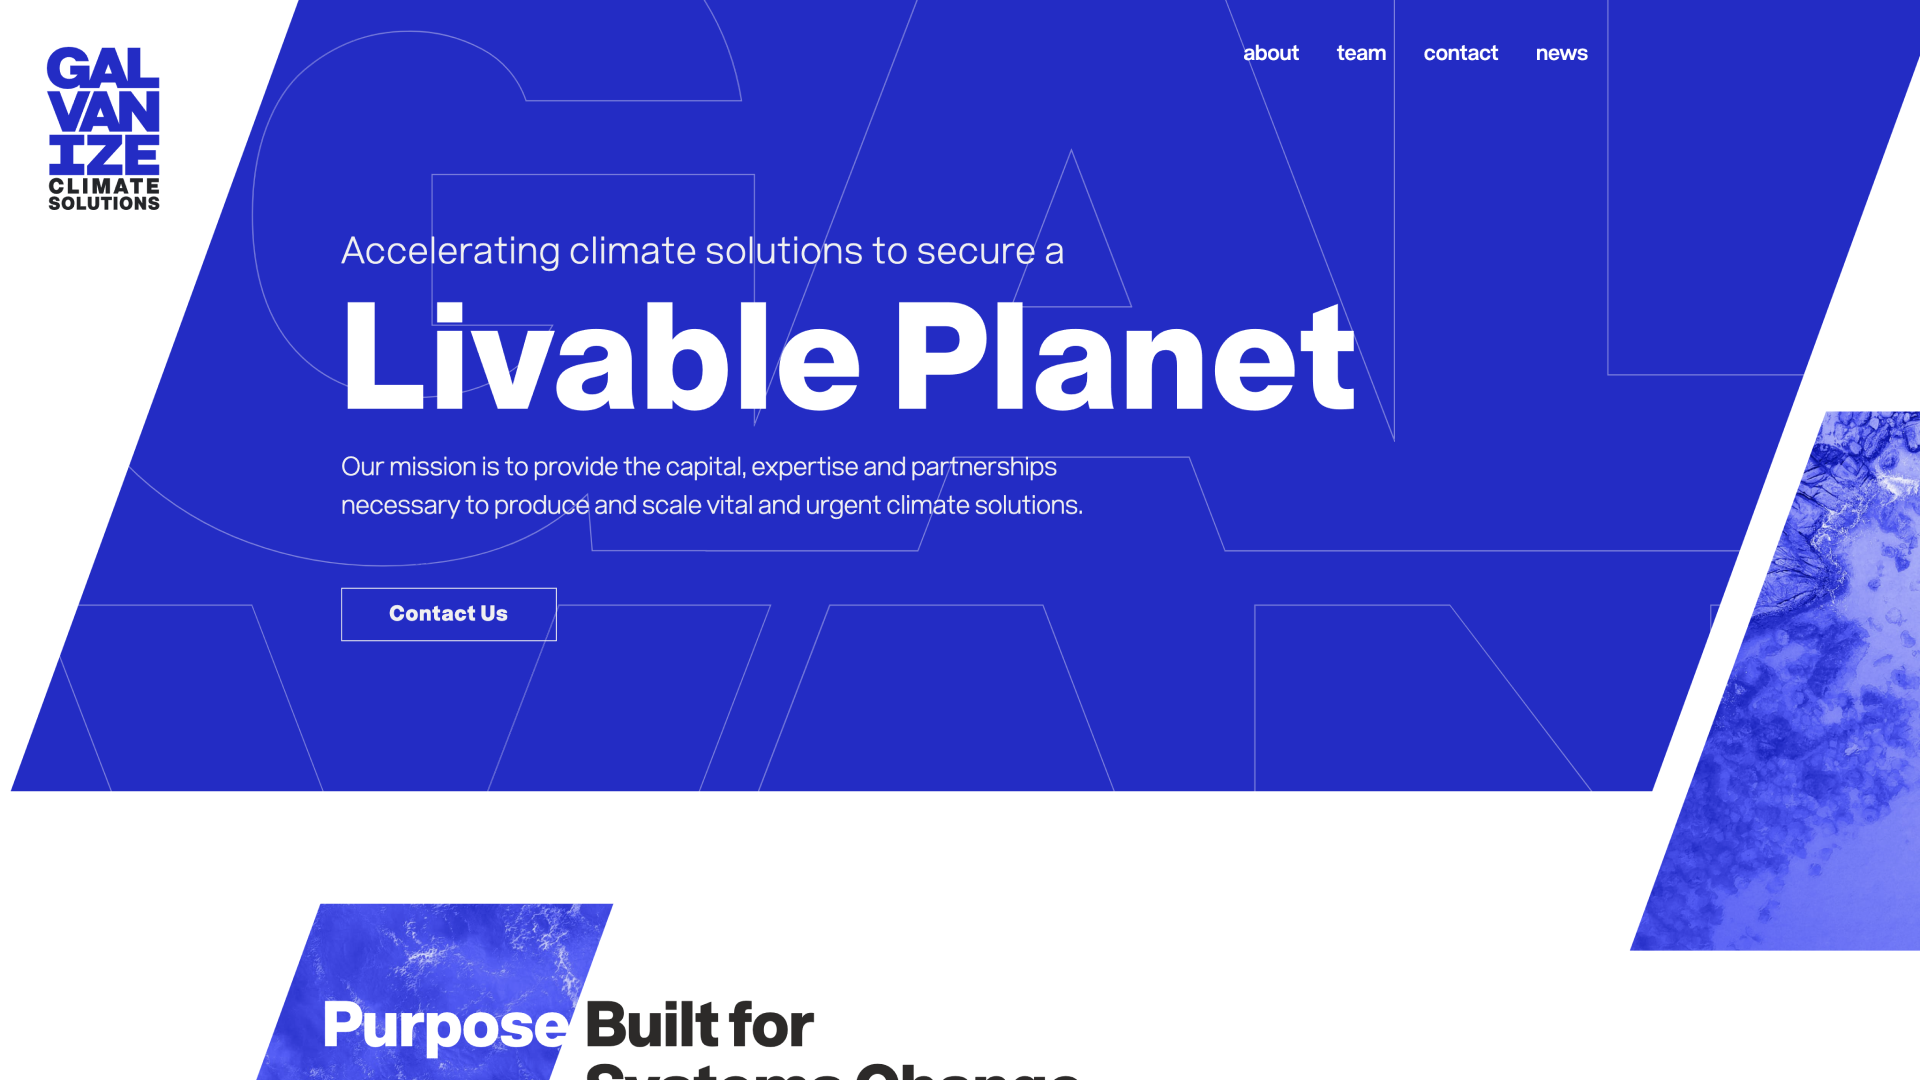 GAL
VAN
IZE
CLIMATE
SOLUTIONS
about team contact news
Accelerating climate solutions to secure a
Livable Planet
Our mission is to provide the capital, expertise and partnerships
necessary to produce and scale vital and urgent climate solutions.
Contact Us
Purpose Built for
Systems Change